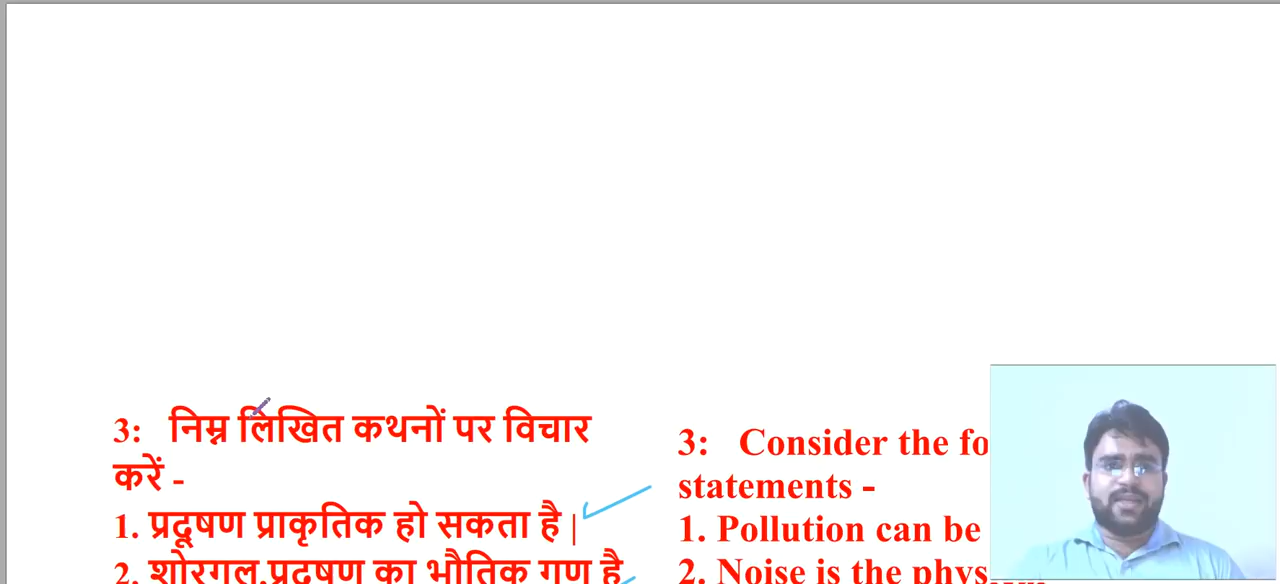 3: निम्न लिखित कथनों पर विचार
करें -
1. प्रदूषण प्राकृतिक हो सकता है |
2. शोरगुल,प्रदूषण का भौतिक गुण है
3: Consider the fo
statements -
1. Pollution can be
2. Noise is the phys